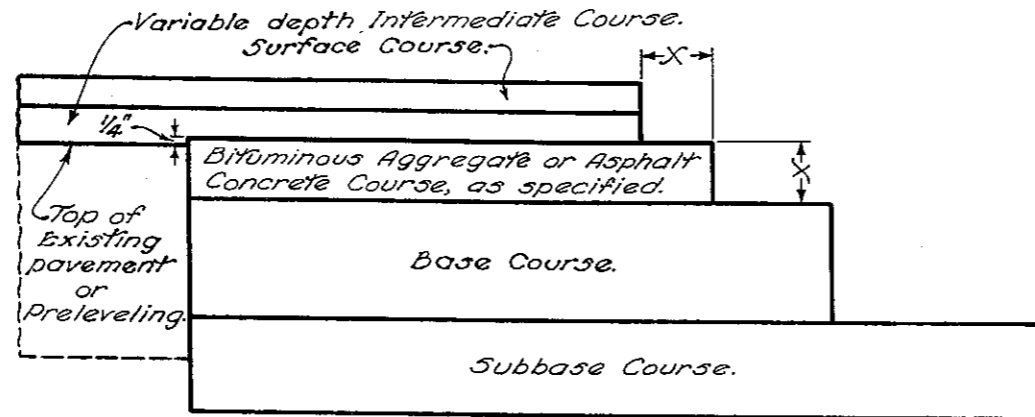 Variable depth Intermediate Course.
Surface Course.
X
1/4"
Bituminous Aggregate or Asphalt
Concrete Course, as specified.
X
Top of
Existing
pavement
or
Preleveling.
Base Course.
Subbase Course.